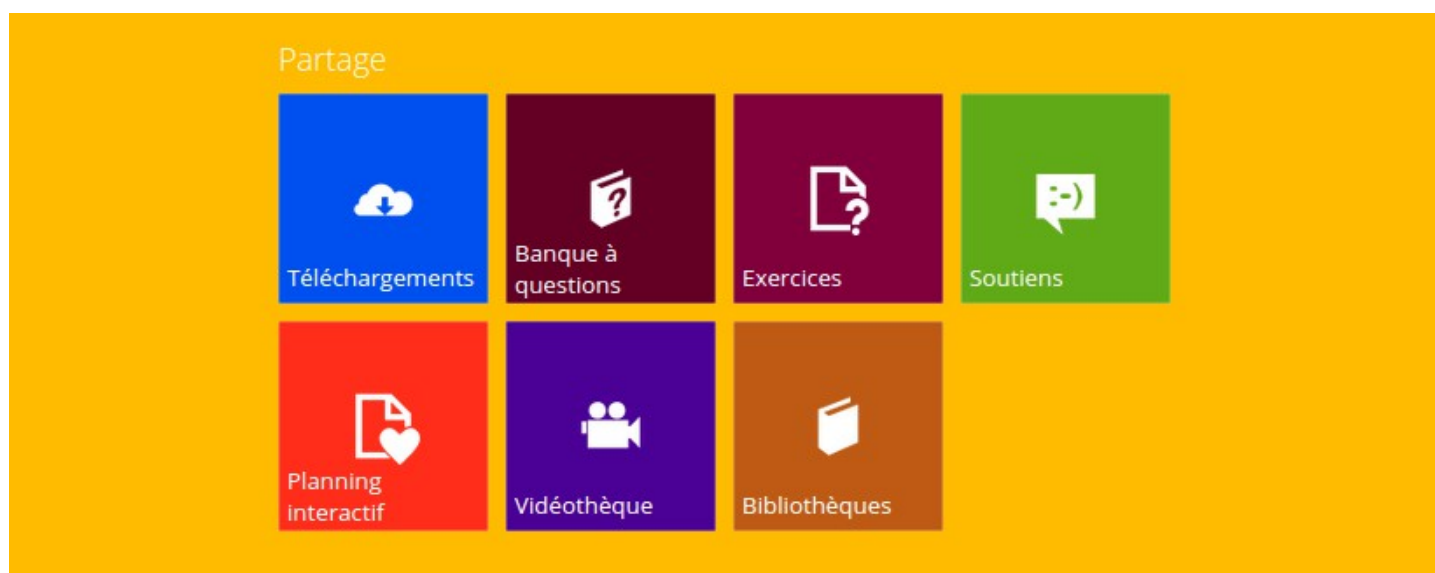 Partage
Téléchargements
Banque à
questions
Exercices
:-)
Soutiens
Planning
interactif
Vidéothèque
Bibliothèques